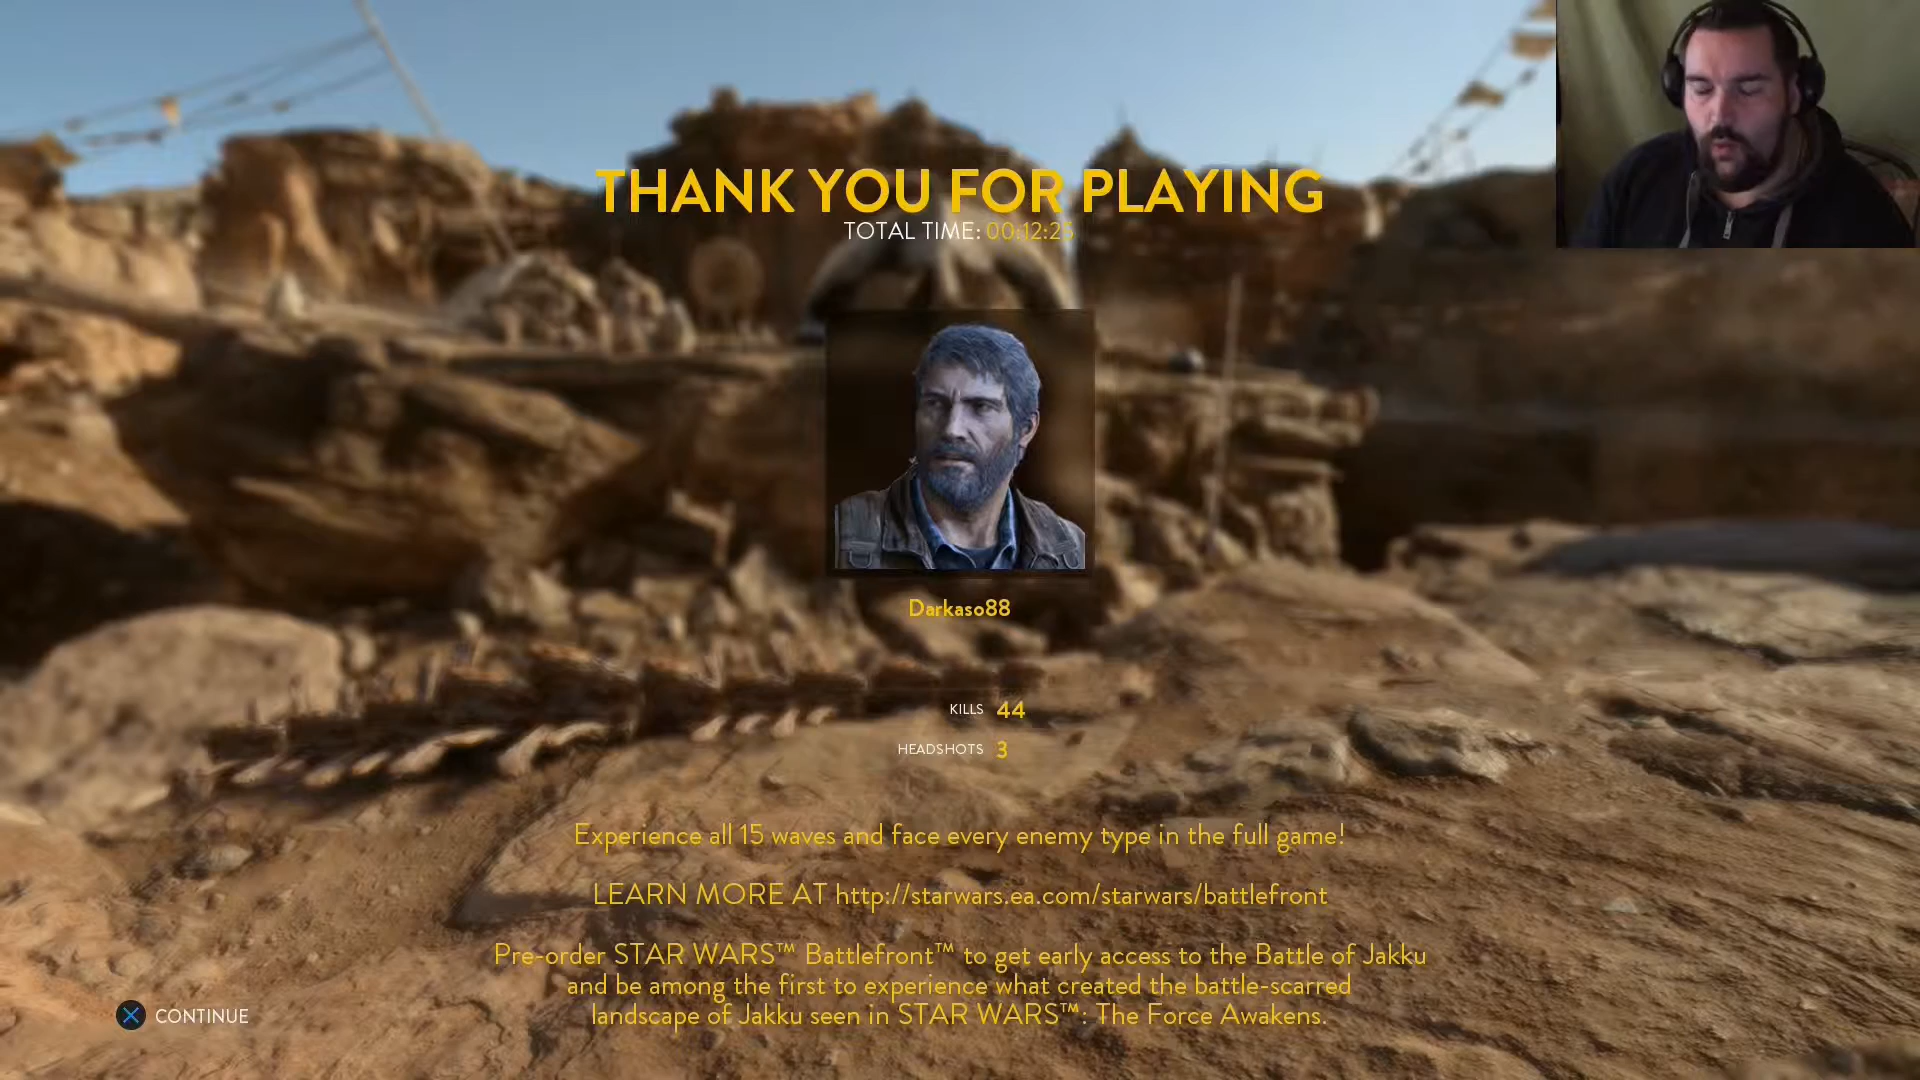 THANK YOU FOR PLAYING
TOTAL TIME: 00:12:25
Darkaso88
KILLS 44
HEADSHOTS 3
Experience all 15 waves and face every enemy type in the full game!
LEARN MORE AT http://starwars.ea.com/starwars/battlefront
Pre-order STAR WARS™ Battlefront™ to get early access to the Battle of Jakku
and be among the first to experience what created the battle-scarred
landscape of Jakku seen in STAR WARS™: The Force Awakens.
CONTINUE